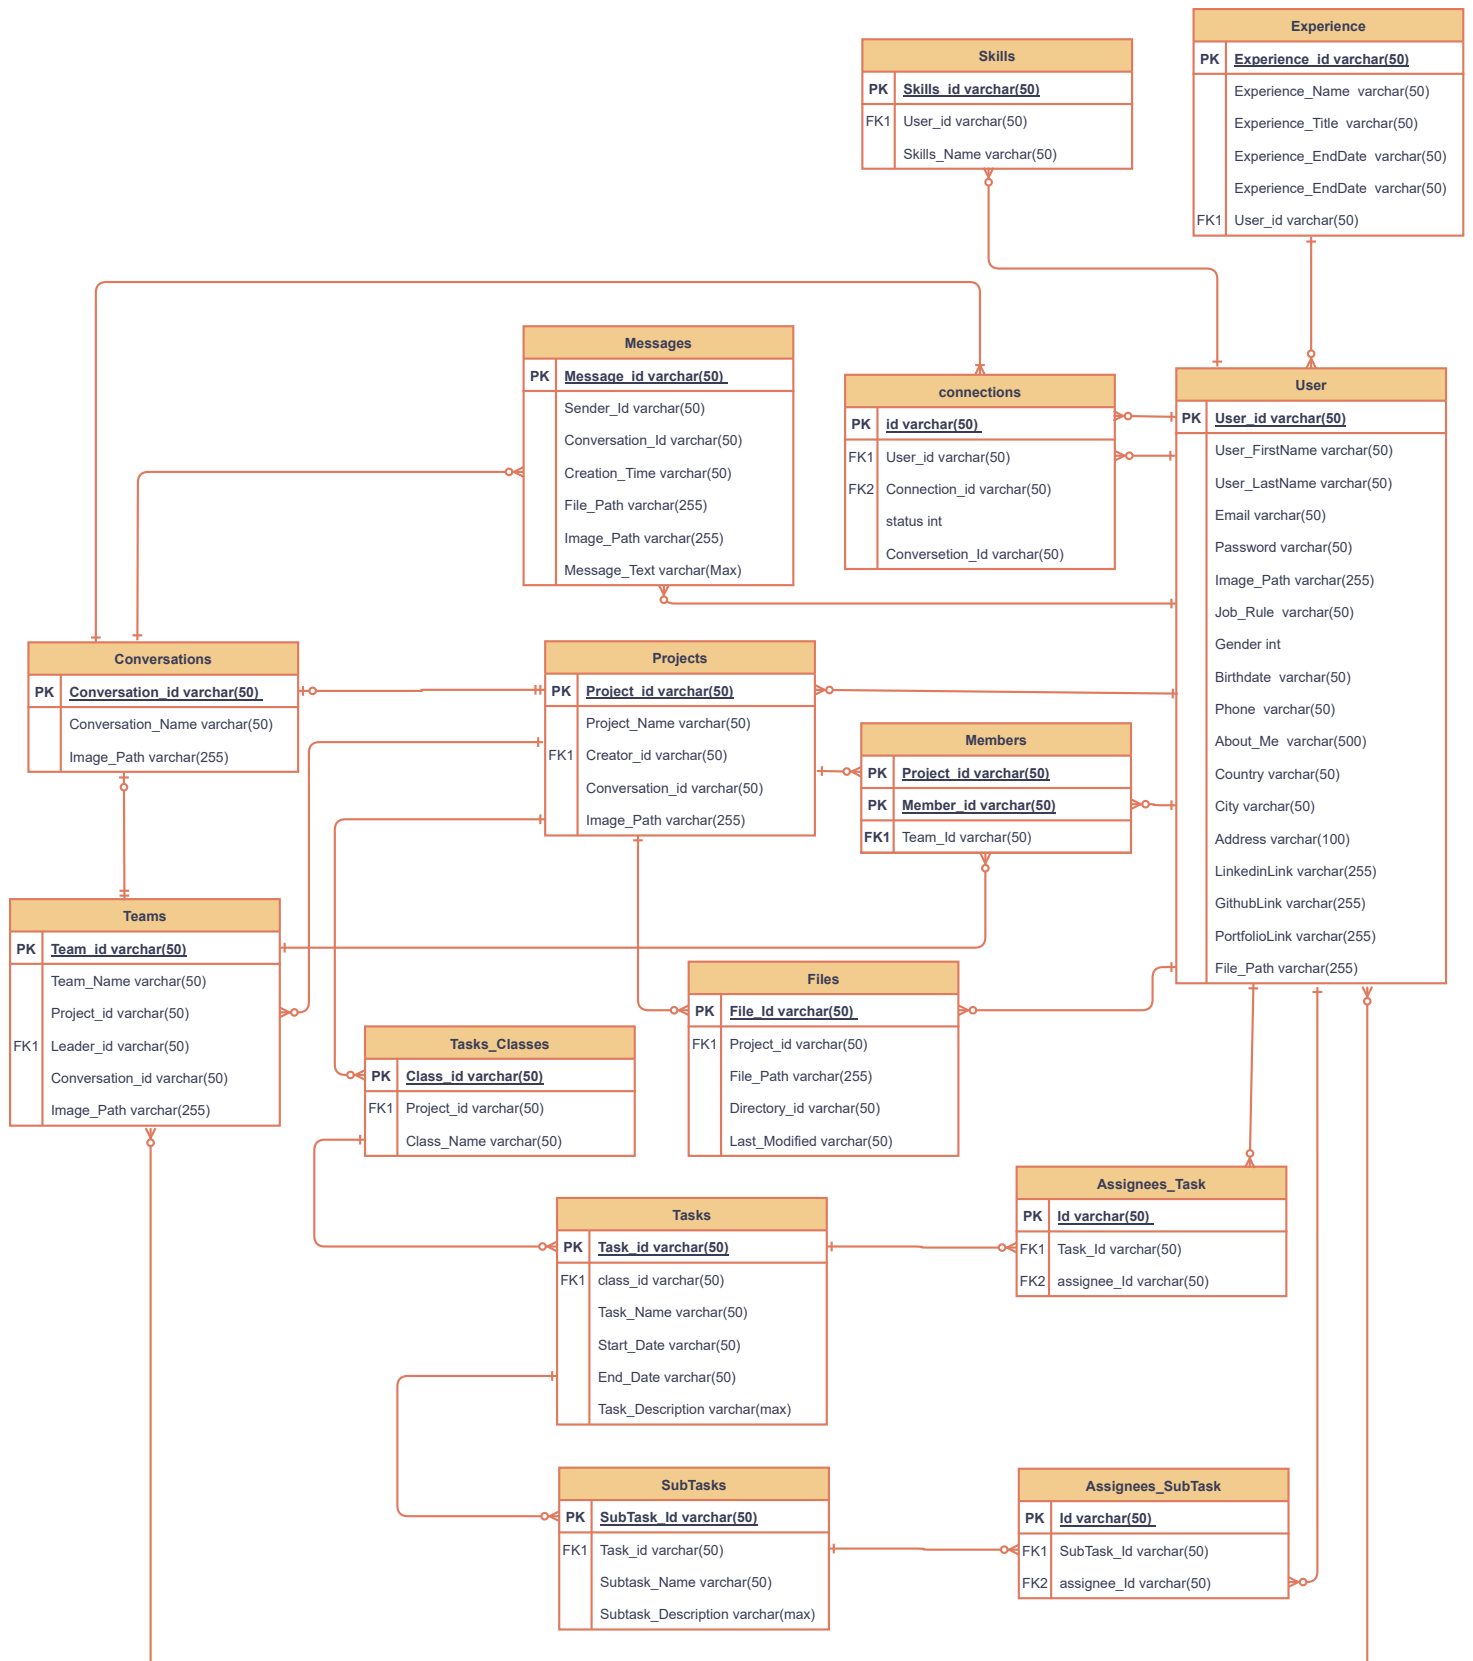 Experience
PK Experience_id varchar(50)
Experience_Name varchar(50)
Experience_Title varchar(50)
Experience_EndDate varchar(50)
Experience_EndDate varchar(50)
FK1 User_id varchar(50)
Skills
PK Skills_id varchar(50)
FK1 User_id varchar(50)
Skills_Name varchar(50)
Messages
PK Message_id varchar(50)
Sender_Id varchar(50)
Conversation_Id varchar(50)
Creation_Time varchar(50)
File_Path varchar(255)
Image_Path varchar(255)
Message_Text varchar(Max)
connections
PK id varchar(50)
FK1 User_id varchar(50)
FK2 Connection_id varchar(50)
status int
Conversetion_Id varchar(50)
User
PK User_id varchar(50)
User_FirstName varchar(50)
User_LastName varchar(50)
Email varchar(50)
Password varchar(50)
Image_Path varchar(255)
Job_Rule varchar(50)
Gender int
Birthdate varchar(50)
Phone varchar(50)
About_Me varchar(500)
Country varchar(50)
City varchar(50)
Address varchar(100)
LinkedinLink varchar(255)
GithubLink varchar(255)
PortfolioLink varchar(255)
File_Path varchar(255)
Conversations
PK Conversation_id varchar(50)
Conversation_Name varchar(50)
Image_Path varchar(255)
Projects
PK Project_id varchar(50)
Project_Name varchar(50)
FK1 Creator_id varchar(50)
Conversation_id varchar(50)
Image_Path varchar(255)
Members
PK Project_id varchar(50)
PK Member_id varchar(50)
FK1 Team_Id varchar(50)
Teams
PK Team_id varchar(50)
Team_Name varchar(50)
Project_id varchar(50)
FK1 Leader_id varchar(50)
Conversation_id varchar(50)
Image_Path varchar(255)
Files
PK File_Id varchar(50)
FK1 Project_id varchar(50)
File_Path varchar(255)
Directory_id varchar(50)
Last_Modified varchar(50)
Tasks_Classes
PK Class_id varchar(50)
FK1 Project_id varchar(50)
Class_Name varchar(50)
Assignees_Task
PK Id varchar(50)
FK1 Task_Id varchar(50)
FK2 assignee_Id varchar(50)
Tasks
PK Task_id varchar(50)
FK1 class_id varchar(50)
Task_Name varchar(50)
Start_Date varchar(50)
End_Date varchar(50)
Task_Description varchar(max)
SubTasks
PK SubTask_Id varchar(50)
FK1 Task_id varchar(50)
Subtask_Name varchar(50)
Subtask_Description varchar(max)
Assignees_SubTask
PK Id varchar(50)
FK1 SubTask_Id varchar(50)
FK2 assignee_Id varchar(50)